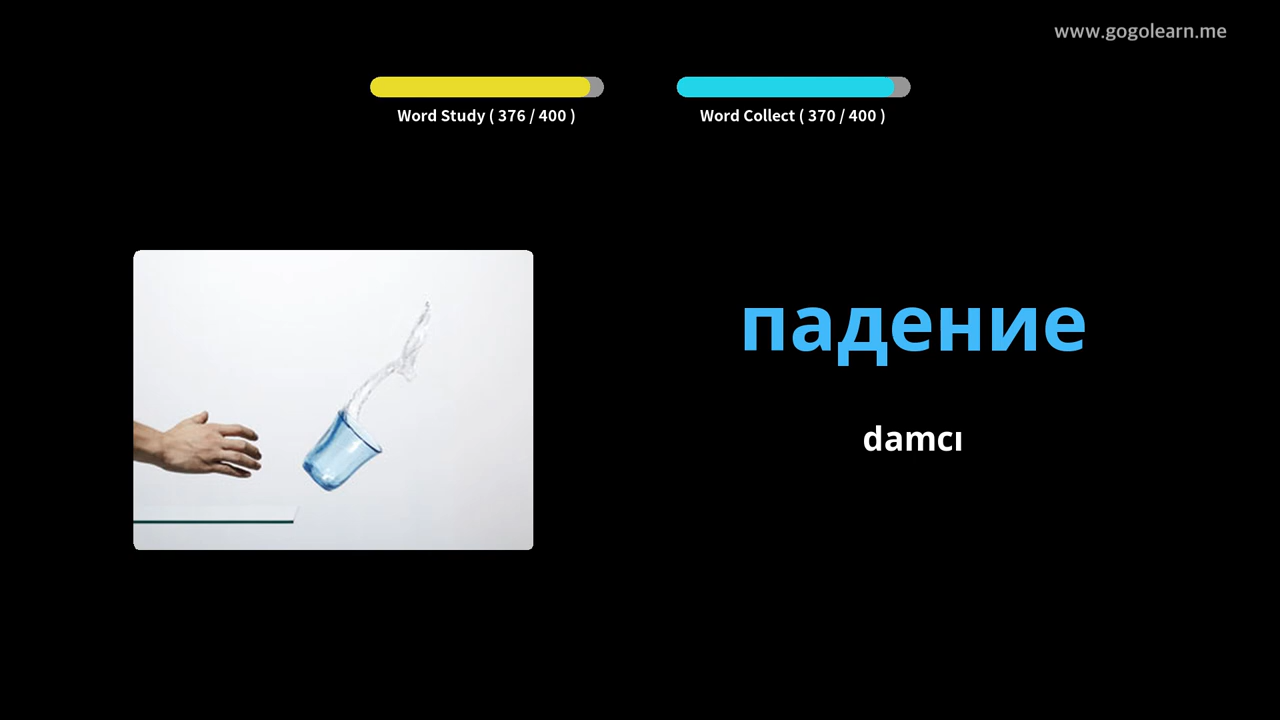 www.gogolearn.me
Word Study ( 376 / 400 )
Word Collect ( 370 / 400 )
падение
damcı